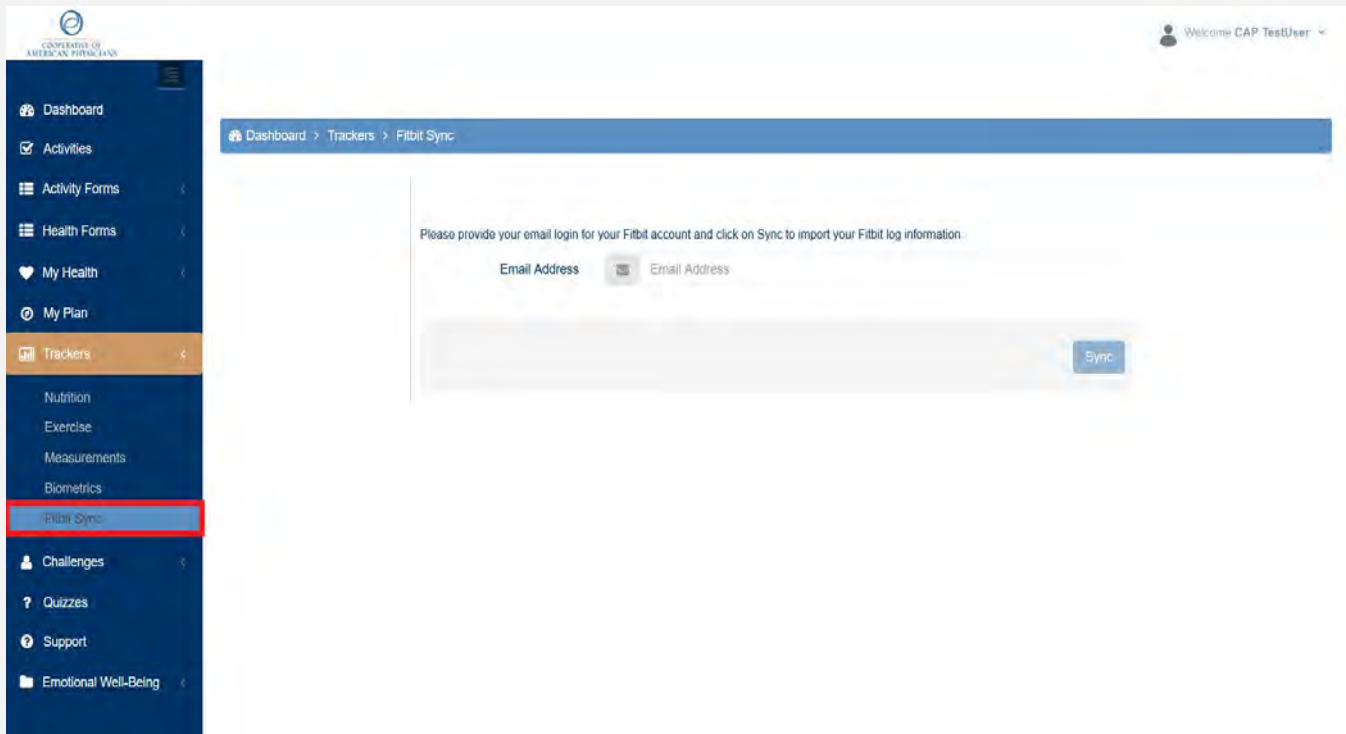 COOPERATIVE OF
AMERICAN PHYSICIANS
Welcome CAP TestUser
Dashboard
Activities
Activity Forms
Health Forms
My Health
My Plan
Trackers
Nutrition
Exercise
Measurements
Biometrics
Fitbit Sync
Challenges
Quizzes
Support
Emotional Well-Being
Dashboard > Trackers > Fitbit Sync
Please provide your email login for your Fitbit account and click on Sync to import your Fitbit log information.
Email Address Email Address
Sync